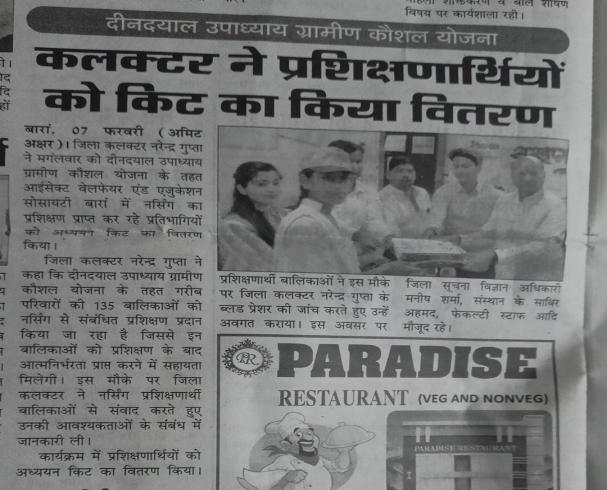 विषय पर कार्यशाला रही।
दीनदयाल उपाध्याय ग्रामीण कौशल योजना
कलक्टर ने प्रशिक्षणार्थियों
को किट का किया वितरण
बारां, 07 फरवरी (अमिट
अक्षर)। जिला कलक्टर नरेन्द्र गुप्ता
ने मगंलवार को दीनदयाल उपाध्याय
ग्रामीण कौशल योजना के तहत
आईसेक्ट वेलफेयर एंड एजुकेशन
सोसायटी बारां में नर्सिंग का
प्रशिक्षण प्राप्त कर रहे प्रतिभागियों
को अध्ययन किट का वितरण
किया।
जिला कलक्टर नरेन्द्र गुप्ता ने
कहा कि दीनदयाल उपाध्याय ग्रामीण
कौशल योजना के तहत गरीब
परिवारों की 135 बालिकाओं को
नर्सिंग से संबंधित प्रशिक्षण प्रदान
किया जा रहा है जिससे इन
बालिकाओं को प्रशिक्षण के बाद
आत्मनिर्भरता प्राप्त करने में सहायता
मिलेगी। इस मौके पर जिला
कलक्टर ने नर्सिंग प्रशिक्षणार्थी
बालिकाओं से संवाद करते हुए
उनकी आवश्यकताओं के संबंध में
जानकारी ली।
कार्यक्रम में प्रशिक्षणार्थियों को
अध्ययन किट का वितरण किया।
प्रशिक्षणार्थी बालिकाओं ने इस मौके
पर जिला कलक्टर नरेन्द्र गुप्ता के
ब्लड प्रेशर की जांच करते हुए उन्हें
अवगत कराया। इस अवसर पर
जिला सूचना विज्ञान अधिकारी
मनीष शर्मा, संस्थान के साबिर
अहमद, फेकल्टी स्टाफ आदि
मौजूद रहे।
PR
PARADISE
RESTAURANT (VEG AND NONVEG)
PARADISE RESTAURANT